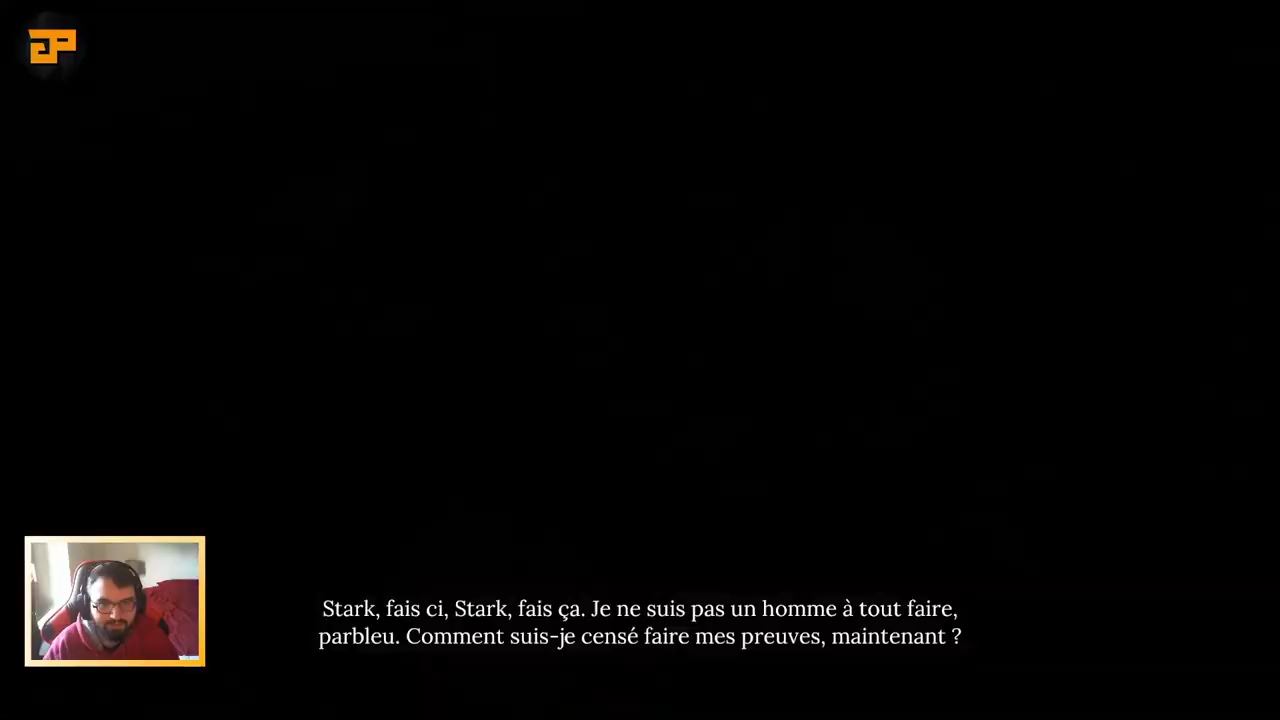 JP
Stark, fais ci, Stark, fais ça. Je ne suis pas un homme à tout faire,
parbleu. Comment suis-je censé faire mes preuves, maintenant ?